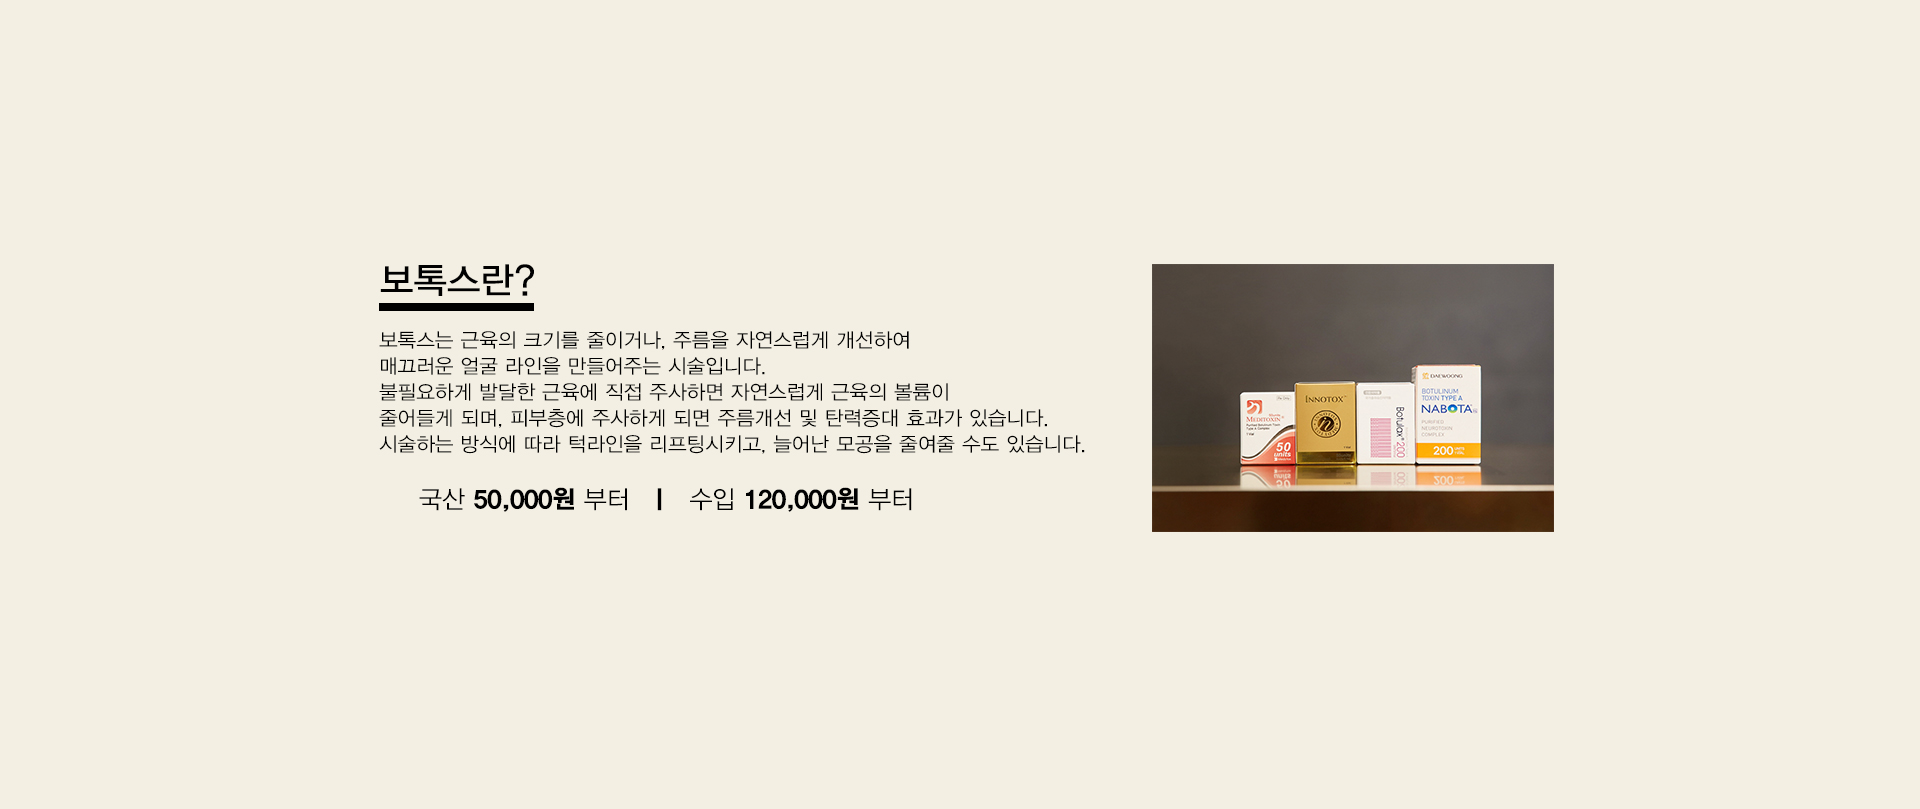 보톡스란?
보톡스는 근육의 크기를 줄이거나, 주름을 자연스럽게 개선하여
매끄러운 얼굴 라인을 만들어주는 시술입니다.
불필요하게 발달한 근육에 직접 주사하면 자연스럽게 근육의 볼륨이
줄어들게 되며, 피부층에 주사하게 되면 주름개선 및 탄력증대 효과가 있습니다.
시술하는 방식에 따라 턱라인을 리프팅시키고, 늘어난 모공을 줄여줄 수도 있습니다.
국산 50,000원 부터 | 수입 120,000원 부터
MEDITOXIN
50
units
INNOTOX
Botulax 200
DAEWOONG
BOTULINUM
TOXIN TYPE A
NABOTA
PURIFIED
NEUROTOXIN
COMPLEX
200